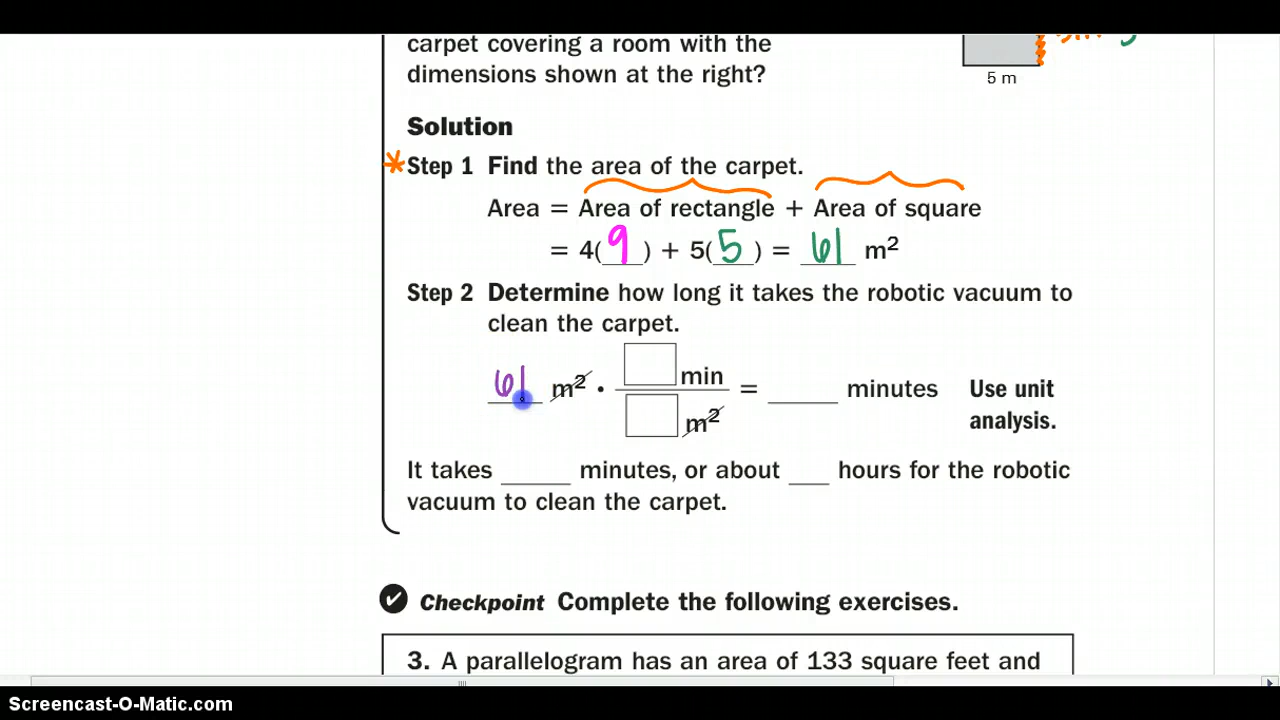 carpet covering a room with the
dimensions shown at the right?
5 m
Solution
* Step 1 Find the area of the carpet.
Area = Area of rectangle + Area of square
= 4(9) + 5(5) = 61 m²
Step 2 Determine how long it takes the robotic vacuum to
clean the carpet.
61 m² · □ min / □ m² = ____ minutes Use unit
analysis.
It takes ____ minutes, or about ___ hours for the robotic
vacuum to clean the carpet.
✓ Checkpoint Complete the following exercises.
3. A parallelogram has an area of 133 square feet and
Screencast-O-Matic.com